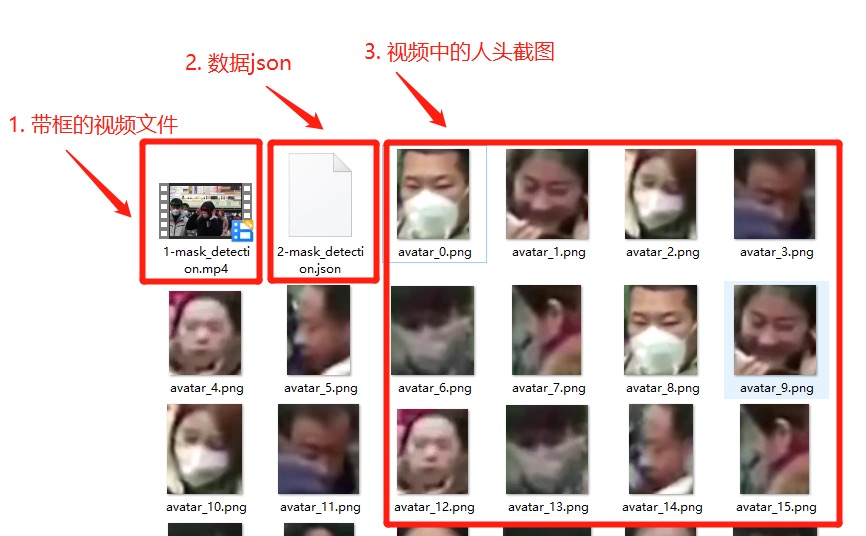 3. 视频中的人头截图
2. 数据json
1. 带框的视频文件
1-mask_detecti
on.mp4
2-mask_detecti
on.json
avatar_0.png
avatar_1.png
avatar_2.png
avatar_3.png
avatar_4.png
avatar_5.png
avatar_6.png
avatar_7.png
avatar_8.png
avatar_9.png
avatar_10.png
avatar_11.png
avatar_12.png
avatar_13.png
avatar_14.png
avatar_15.png